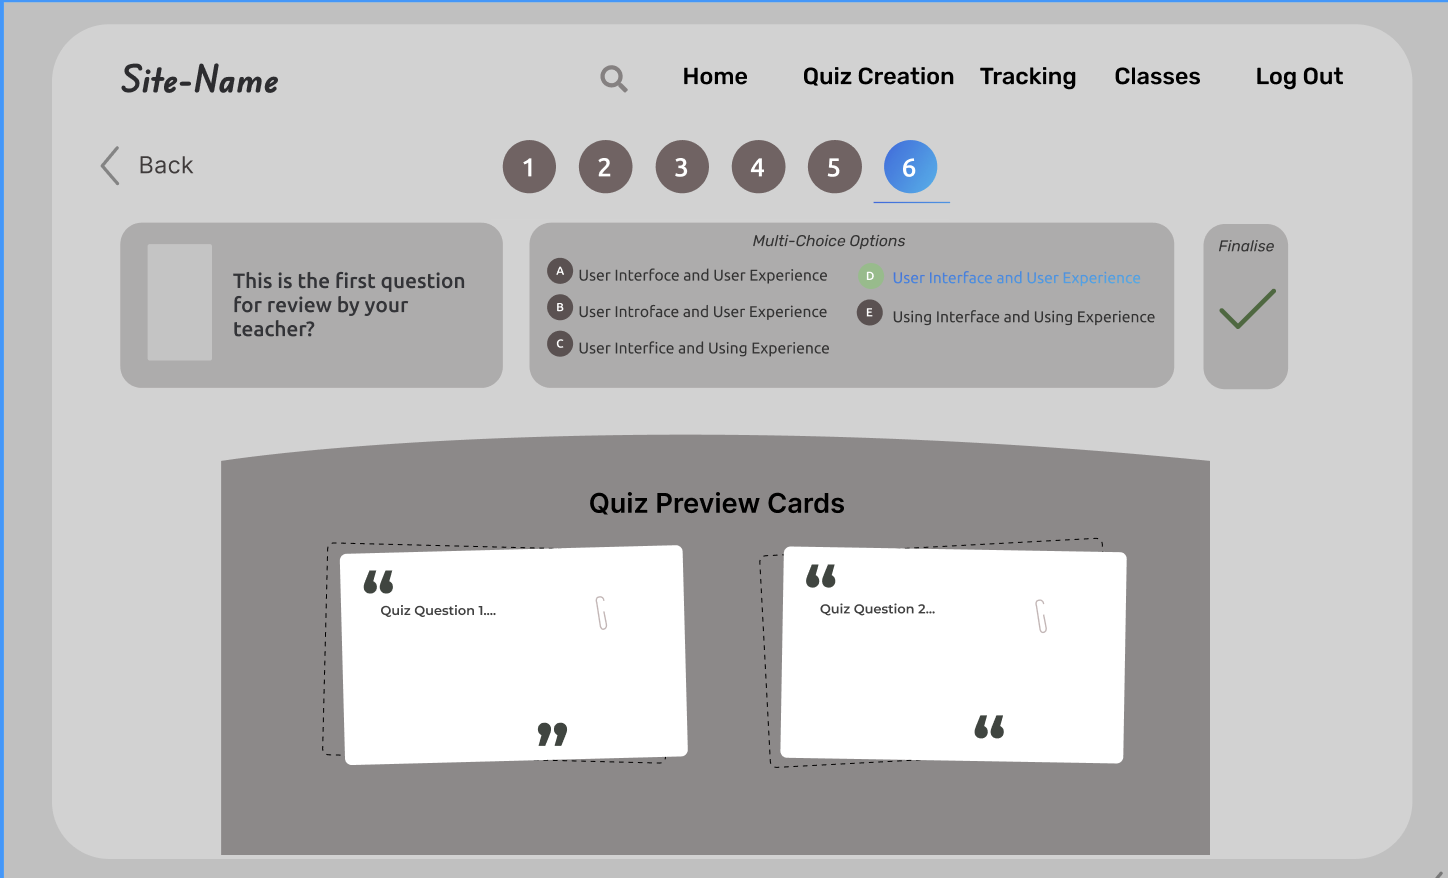 Site-Name
Home Quiz Creation Tracking Classes Log Out
Back
1 2 3 4 5 6
This is the first question
for review by your
teacher?
Multi-Choice Options
A User Interfoce and User Experience
B User Introface and User Experience
C User Interfice and Using Experience
D User Interface and User Experience
E Using Interface and Using Experience
Finalise
Quiz Preview Cards
“
Quiz Question 1....
”
“
Quiz Question 2...
“